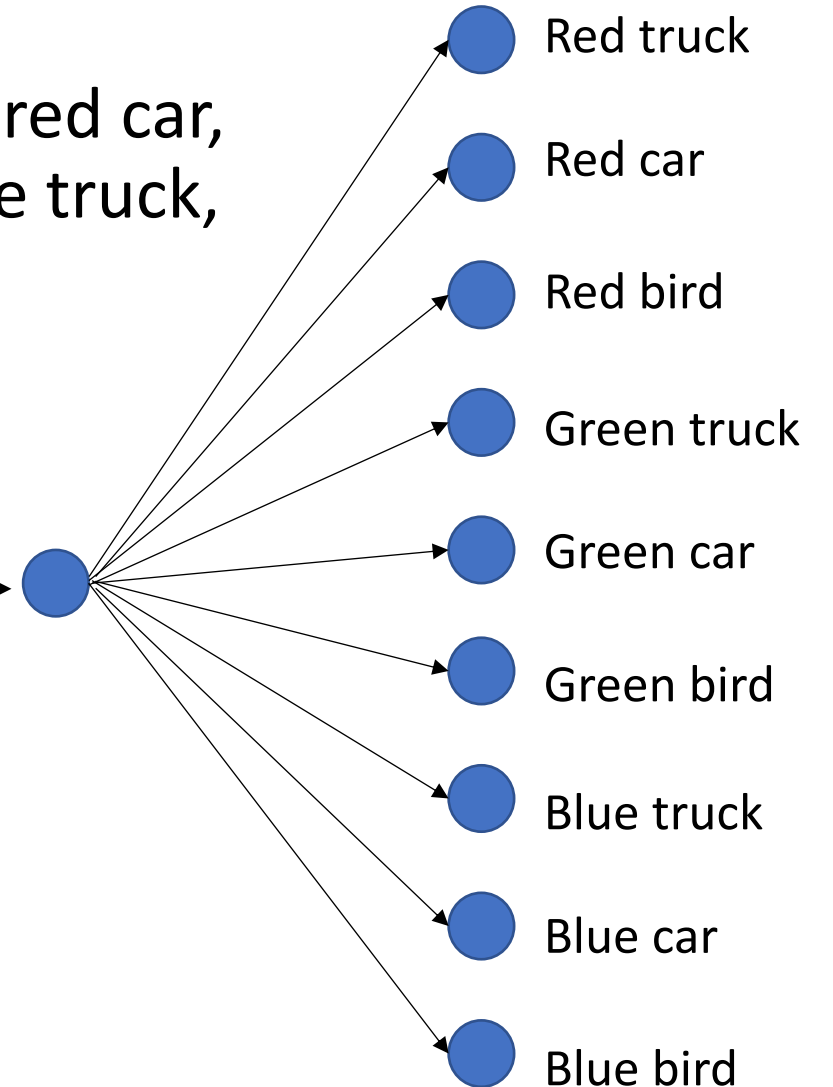 red car,
e truck,
Red truck
Red car
Red bird
Green truck
Green car
Green bird
Blue truck
Blue car
Blue bird